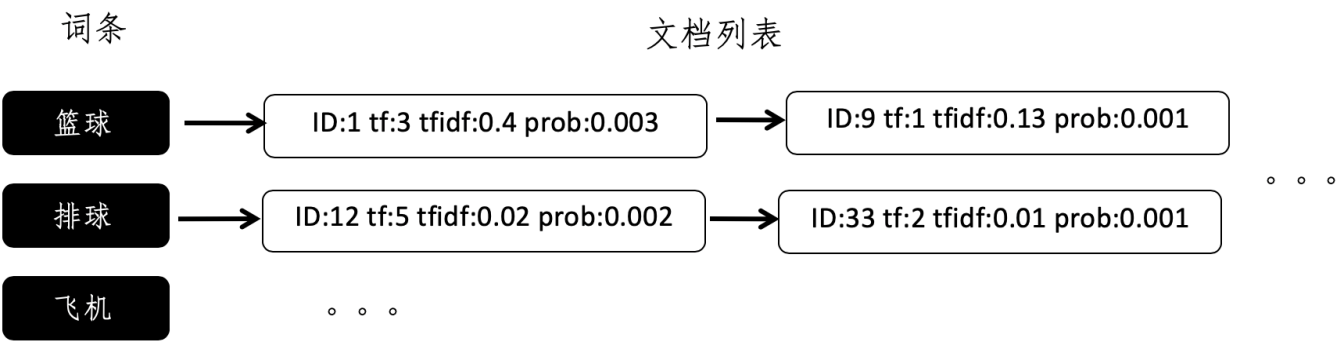 词条
文档列表
篮球
ID:1 tf:3 tfidf:0.4 prob:0.003
ID:9 tf:1 tfidf:0.13 prob:0.001
。。。
排球
ID:12 tf:5 tfidf:0.02 prob:0.002
ID:33 tf:2 tfidf:0.01 prob:0.001
飞机
。。。